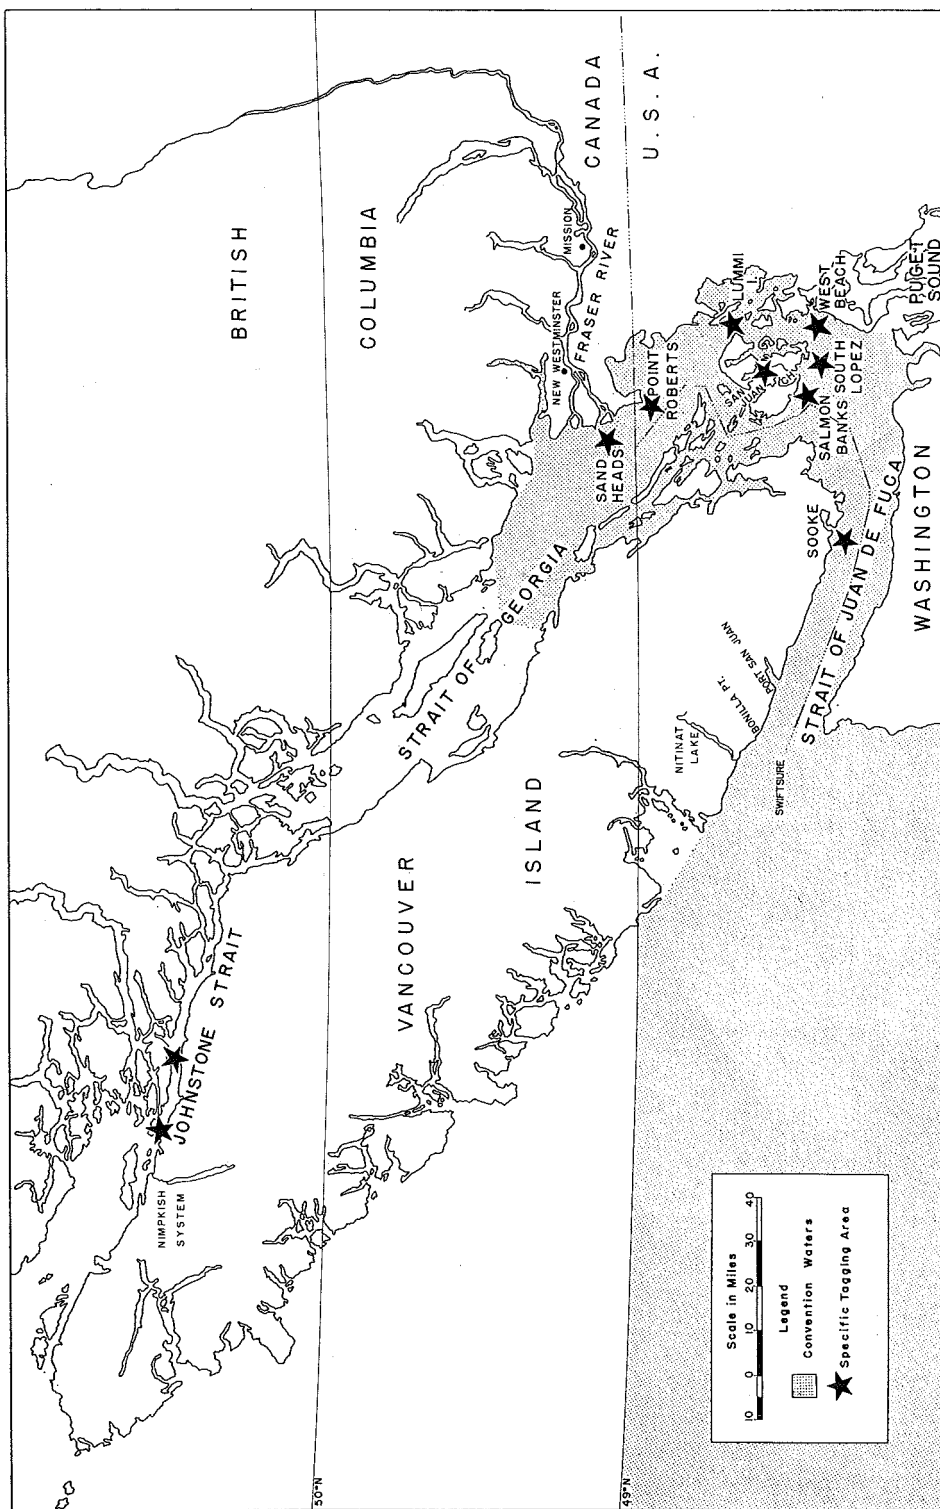 BRITISH
COLUMBIA
CANADA
U. S. A.
MISSION
NEW WESTMINSTER
FRASER RIVER
SAND
HEADS
POINT
ROBERTS
LUMMI
I.
SAN
JUAN
CH.
WEST
BEACH
PUGET
SOUND
SALMON
BANKS
SOUTH
LOPEZ
SOOKE
STRAIT OF
GEORGIA
STRAIT OF JUAN DE FUCA
WASHINGTON
PORT SAN JUAN
BONILLA PT.
NITINAT
LAKE
SWIFTSURE
VANCOUVER
ISLAND
JOHNSTONE STRAIT
NIMPKISH
SYSTEM
50°N
49°N
Scale in Miles
10 0 10 20 30 40
Legend
Convention Waters
Specific Tagging Area